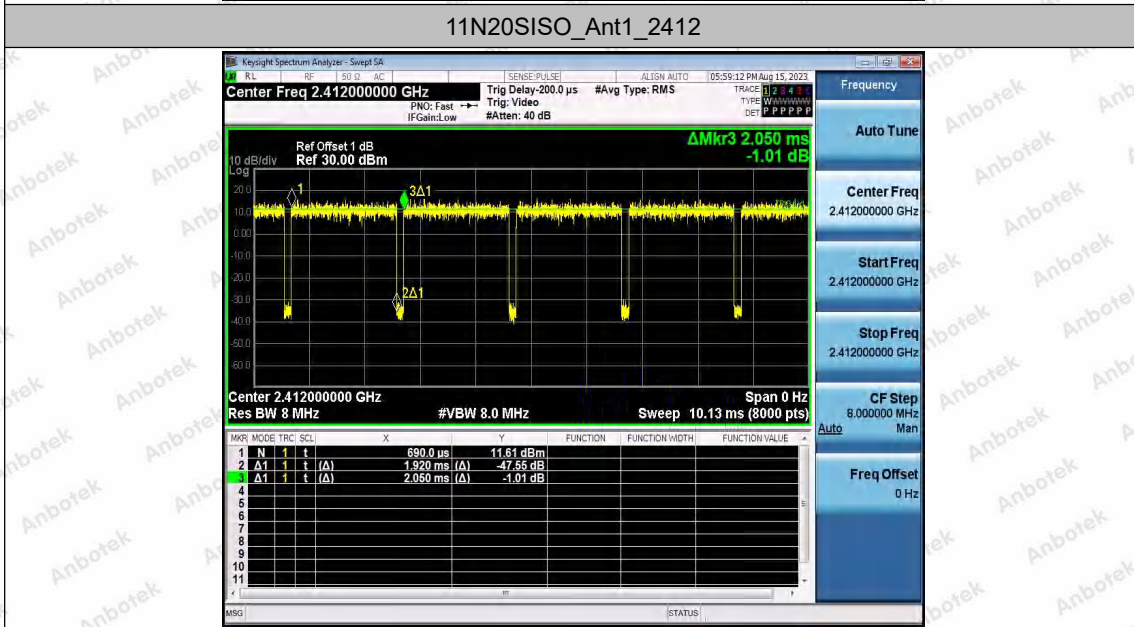 11N20SISO_Ant1_2412
Keysight Spectrum Analyzer - Swept SA
RL RF 50 Ω AC SENSE:PULSE ALIGN AUTO 05:59:12 PM Aug 15, 2023
Center Freq 2.412000000 GHz
PNO: Fast
IFGain:Low
Trig Delay-200.0 µs
Trig: Video
#Atten: 40 dB
#Avg Type: RMS
TRACE 1 2 3 4 5 6
TYPE WWWWWW
DET P P P P P P
Frequency
Ref Offset 1 dB
10 dB/div Ref 30.00 dBm
Log
ΔMkr3 2.050 ms
-1.01 dB
20.0
10.0
0.00
-10.0
-20.0
-30.0
-40.0
-50.0
-60.0
1
3Δ1
2Δ1
Center 2.412000000 GHz Span 0 Hz
Res BW 8 MHz #VBW 8.0 MHz Sweep 10.13 ms (8000 pts)
MKR MODE TRC SCL X Y FUNCTION FUNCTION WIDTH FUNCTION VALUE
1 N 1 t 690.0 µs 11.61 dBm
2 Δ1 1 t (Δ) 1.920 ms (Δ) -47.55 dB
3 Δ1 1 t (Δ) 2.050 ms (Δ) -1.01 dB
4
5
6
7
8
9
10
11
MSG STATUS
Auto Tune
Center Freq
2.412000000 GHz
Start Freq
2.412000000 GHz
Stop Freq
2.412000000 GHz
CF Step
8.000000 MHz
Auto Man
Freq Offset
0 Hz
Anbotek